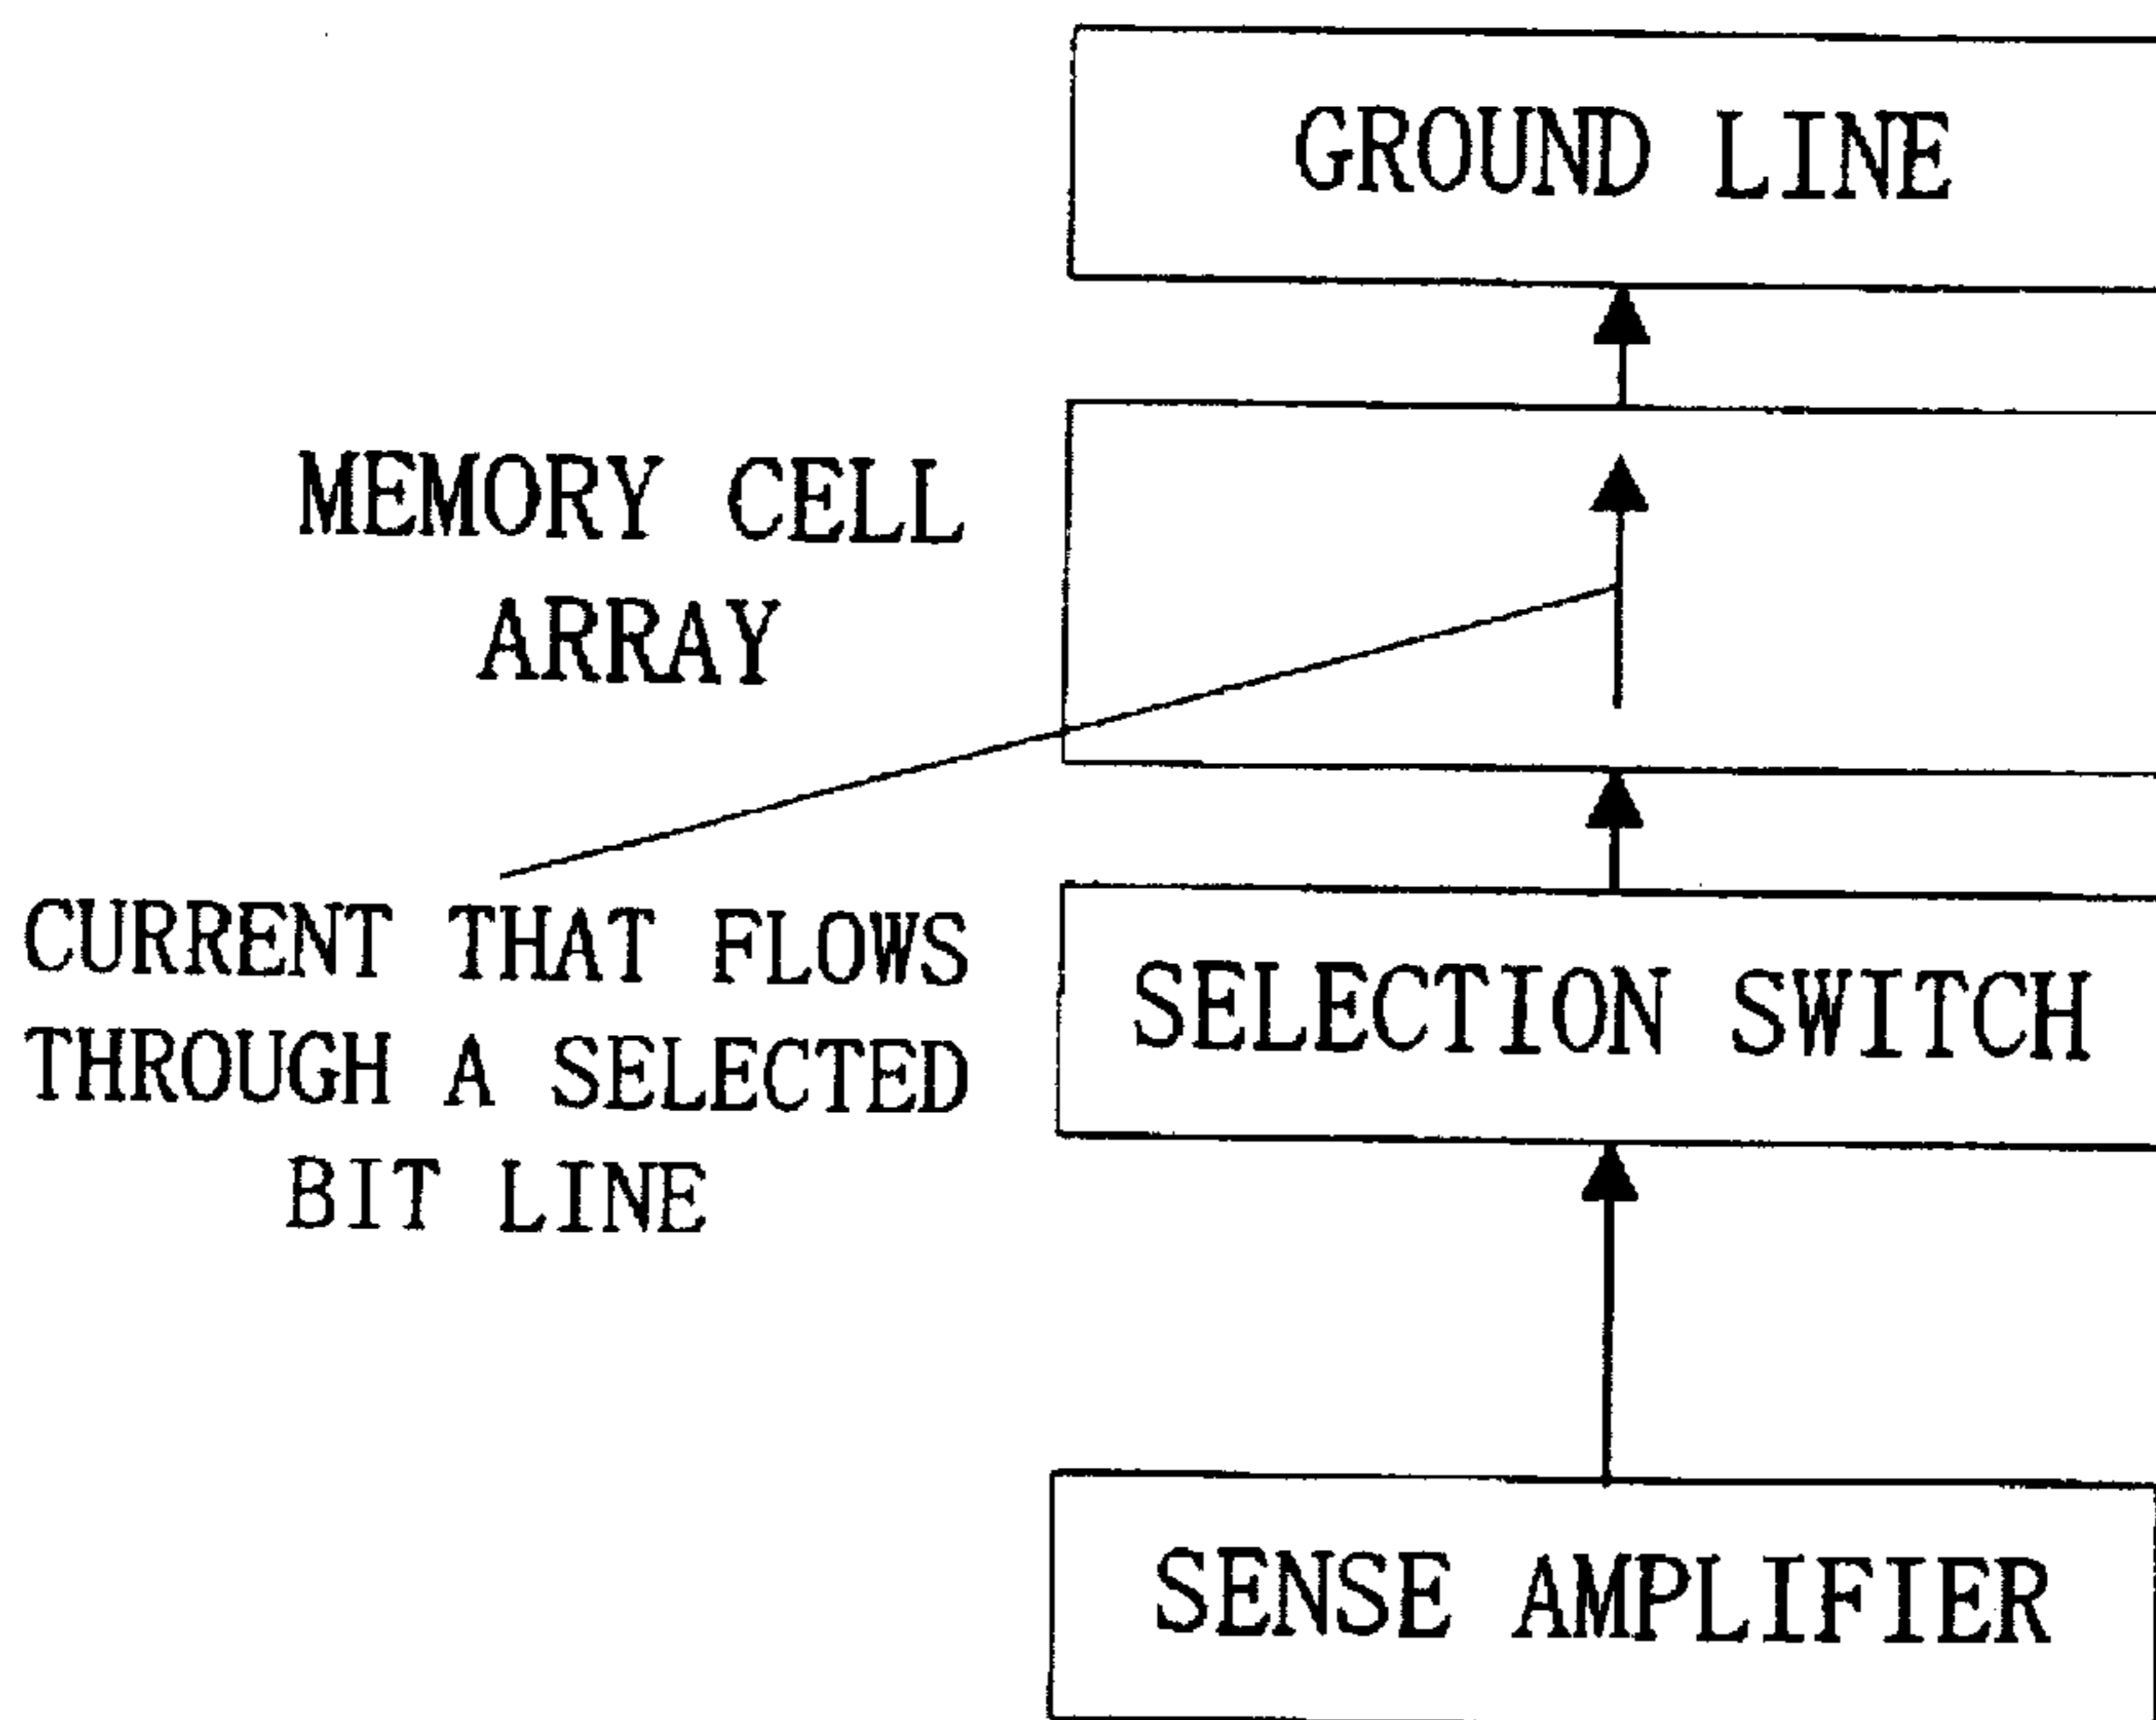 GROUND LINE
MEMORY CELL
ARRAY
CURRENT THAT FLOWS
THROUGH A SELECTED
BIT LINE
SELECTION SWITCH
SENSE AMPLIFIER